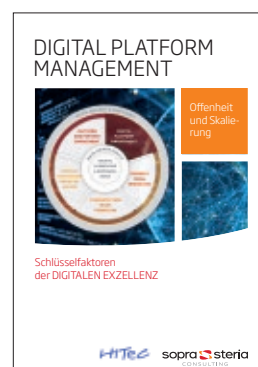 DIGITAL PLATFORM
MANAGEMENT
Offenheit
und Skalie-
rung
Schlüsselfaktoren
der DIGITALEN EXZELLENZ
HITeC
sopra steria
CONSULTING